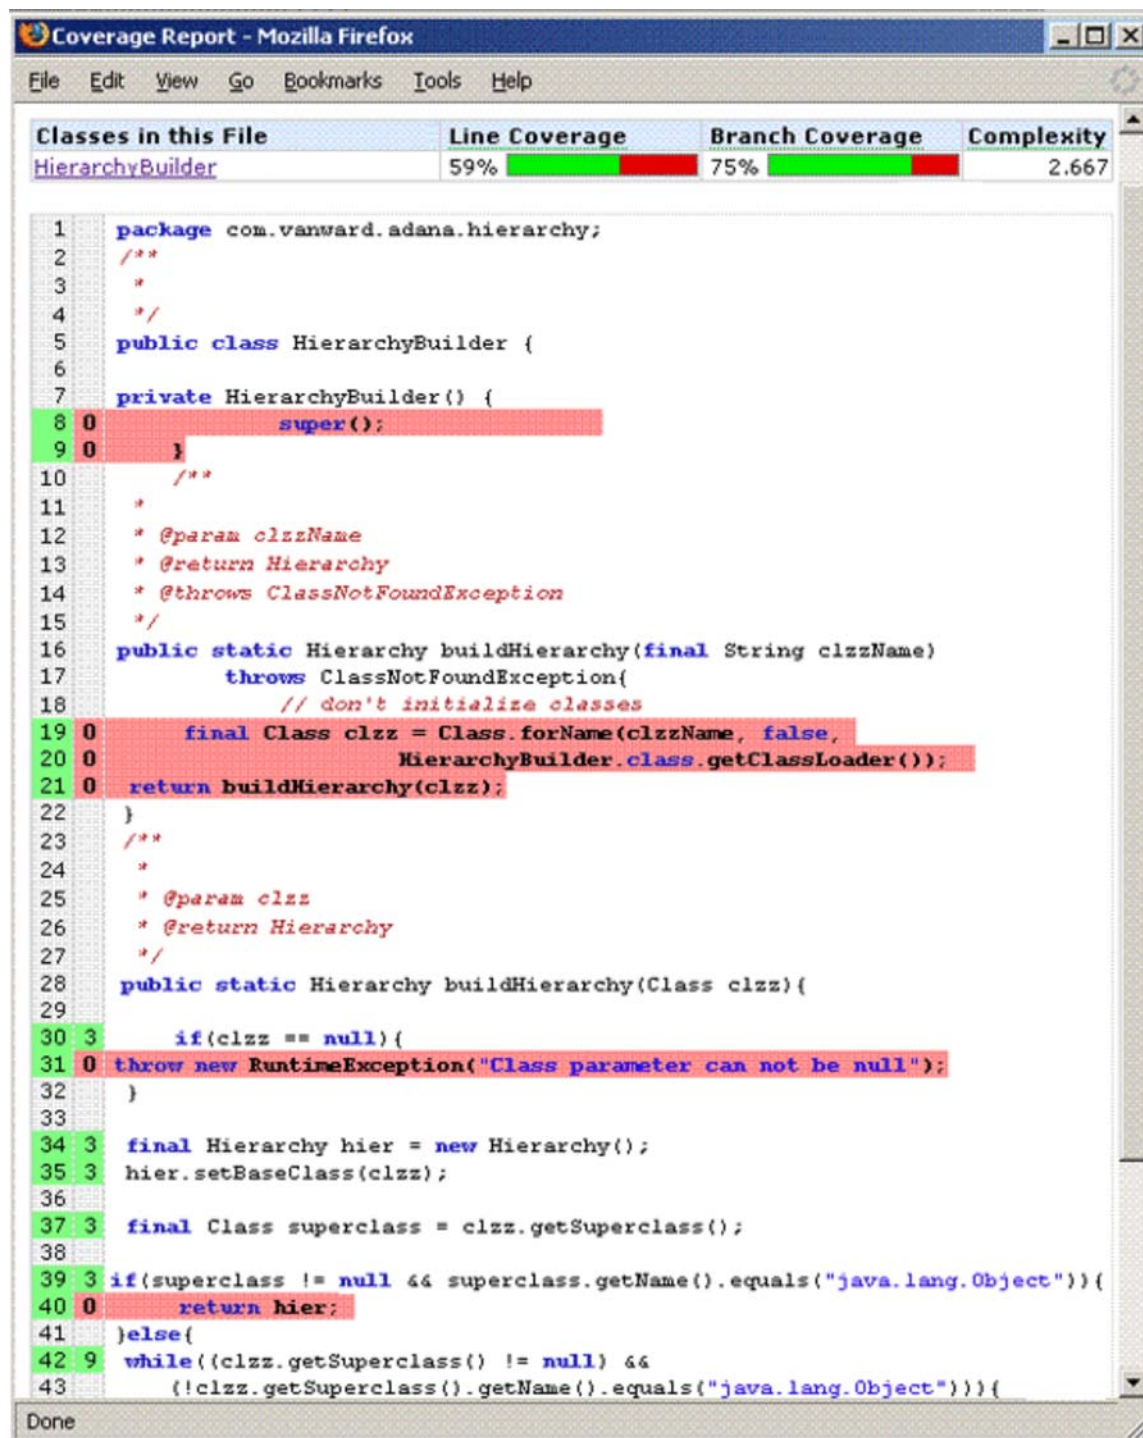 Coverage Report - Mozilla Firefox
File Edit View Go Bookmarks Tools Help
Classes in this File Line Coverage Branch Coverage Complexity
HierarchyBuilder 59% 75% 2.667
1 package com.vanward.adana.hierarchy;
2 /**
3 *
4 */
5 public class HierarchyBuilder {
6
7 private HierarchyBuilder() {
8 0 super();
9 0 }
10 /**
11 *
12 * @param clzzName
13 * @return Hierarchy
14 * @throws ClassNotFoundException
15 */
16 public static Hierarchy buildHierarchy(final String clzzName)
17 throws ClassNotFoundException{
18 // don't initialize classes
19 0 final Class clzz = Class.forName(clzzName, false,
20 0 HierarchyBuilder.class.getClassLoader());
21 0 return buildHierarchy(clzz);
22 }
23 /**
24 *
25 * @param clzz
26 * @return Hierarchy
27 */
28 public static Hierarchy buildHierarchy(Class clzz){
29
30 3 if(clzz == null){
31 0 throw new RuntimeException("Class parameter can not be null");
32 }
33
34 3 final Hierarchy hier = new Hierarchy();
35 3 hier.setBaseClass(clzz);
36
37 3 final Class superclass = clzz.getSuperclass();
38
39 3 if(superclass != null && superclass.getName().equals("java.lang.Object")){
40 0 return hier;
41 }else{
42 9 while((clzz.getSuperclass() != null) &&
43 (!clzz.getSuperclass().getName().equals("java.lang.Object"))){
Done